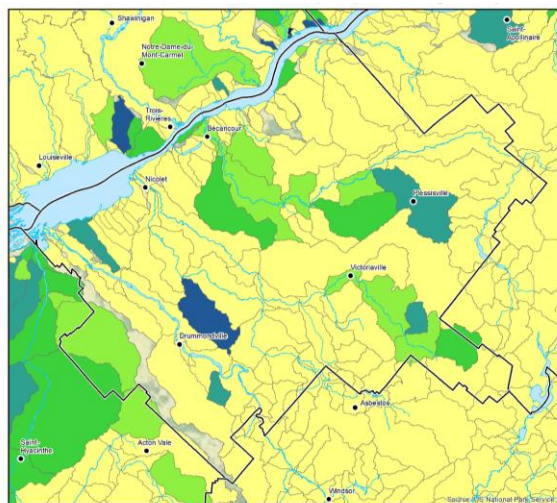 Shawinigan
Saint-
Apollinaire
Notre-Dame-du-
Mont-Carmel
Trois-
Rivières
Bécancour
Louiseville
Nicolet
Plessisville
Victoriaville
Drummondville
Asbestos
Acton Vale
Saint-
Hyacinthe
Windsor
Source: US National Park Service